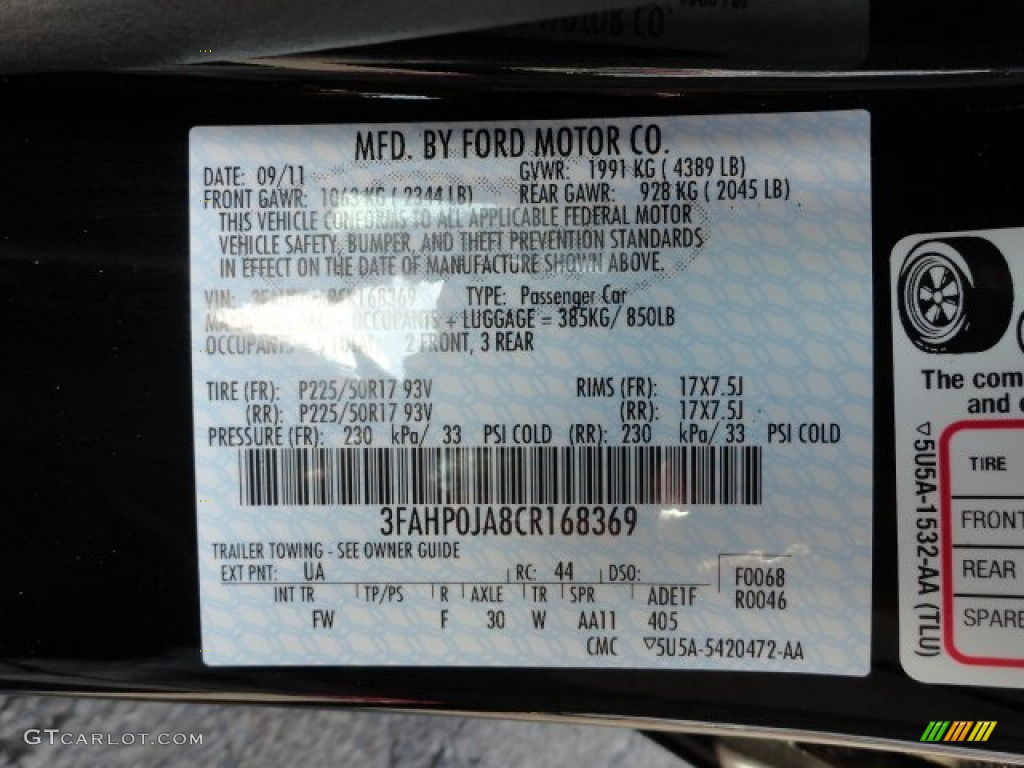 MFD. BY FORD MOTOR CO.
DATE: 09/11 GVWR: 1991 KG ( 4389 LB)
FRONT GAWR: 1063 KG ( 2344 LB) REAR GAWR: 928 KG ( 2045 LB)
THIS VEHICLE CONFORMS TO ALL APPLICABLE FEDERAL MOTOR
VEHICLE SAFETY, BUMPER, AND THEFT PREVENTION STANDARDS
IN EFFECT ON THE DATE OF MANUFACTURE SHOWN ABOVE.
VIN: TYPE: Passenger Car
OCCUPANTS + LUGGAGE = 385KG/ 850LB
OCCUPANTS 2 FRONT, 3 REAR
TIRE (FR): P225/50R17 93V RIMS (FR): 17X7.5J
(RR): P225/50R17 93V (RR): 17X7.5J
PRESSURE (FR): 230 kPa/ 33 PSI COLD (RR): 230 kPa/ 33 PSI COLD
3FAHP0JA8CR168369
TRAILER TOWING - SEE OWNER GUIDE
EXT PNT: UA RC: 44 DSO: F0068
INT TR TP/PS R AXLE TR SPR ADE1F R0046
FW F 30 W AA11 405
CMC ▽5U5A-5420472-AA
The com
and
▽5U5A-1532-AA (TLU)
TIRE
FRONT
REAR
SPARE
GTCARLOT.COM